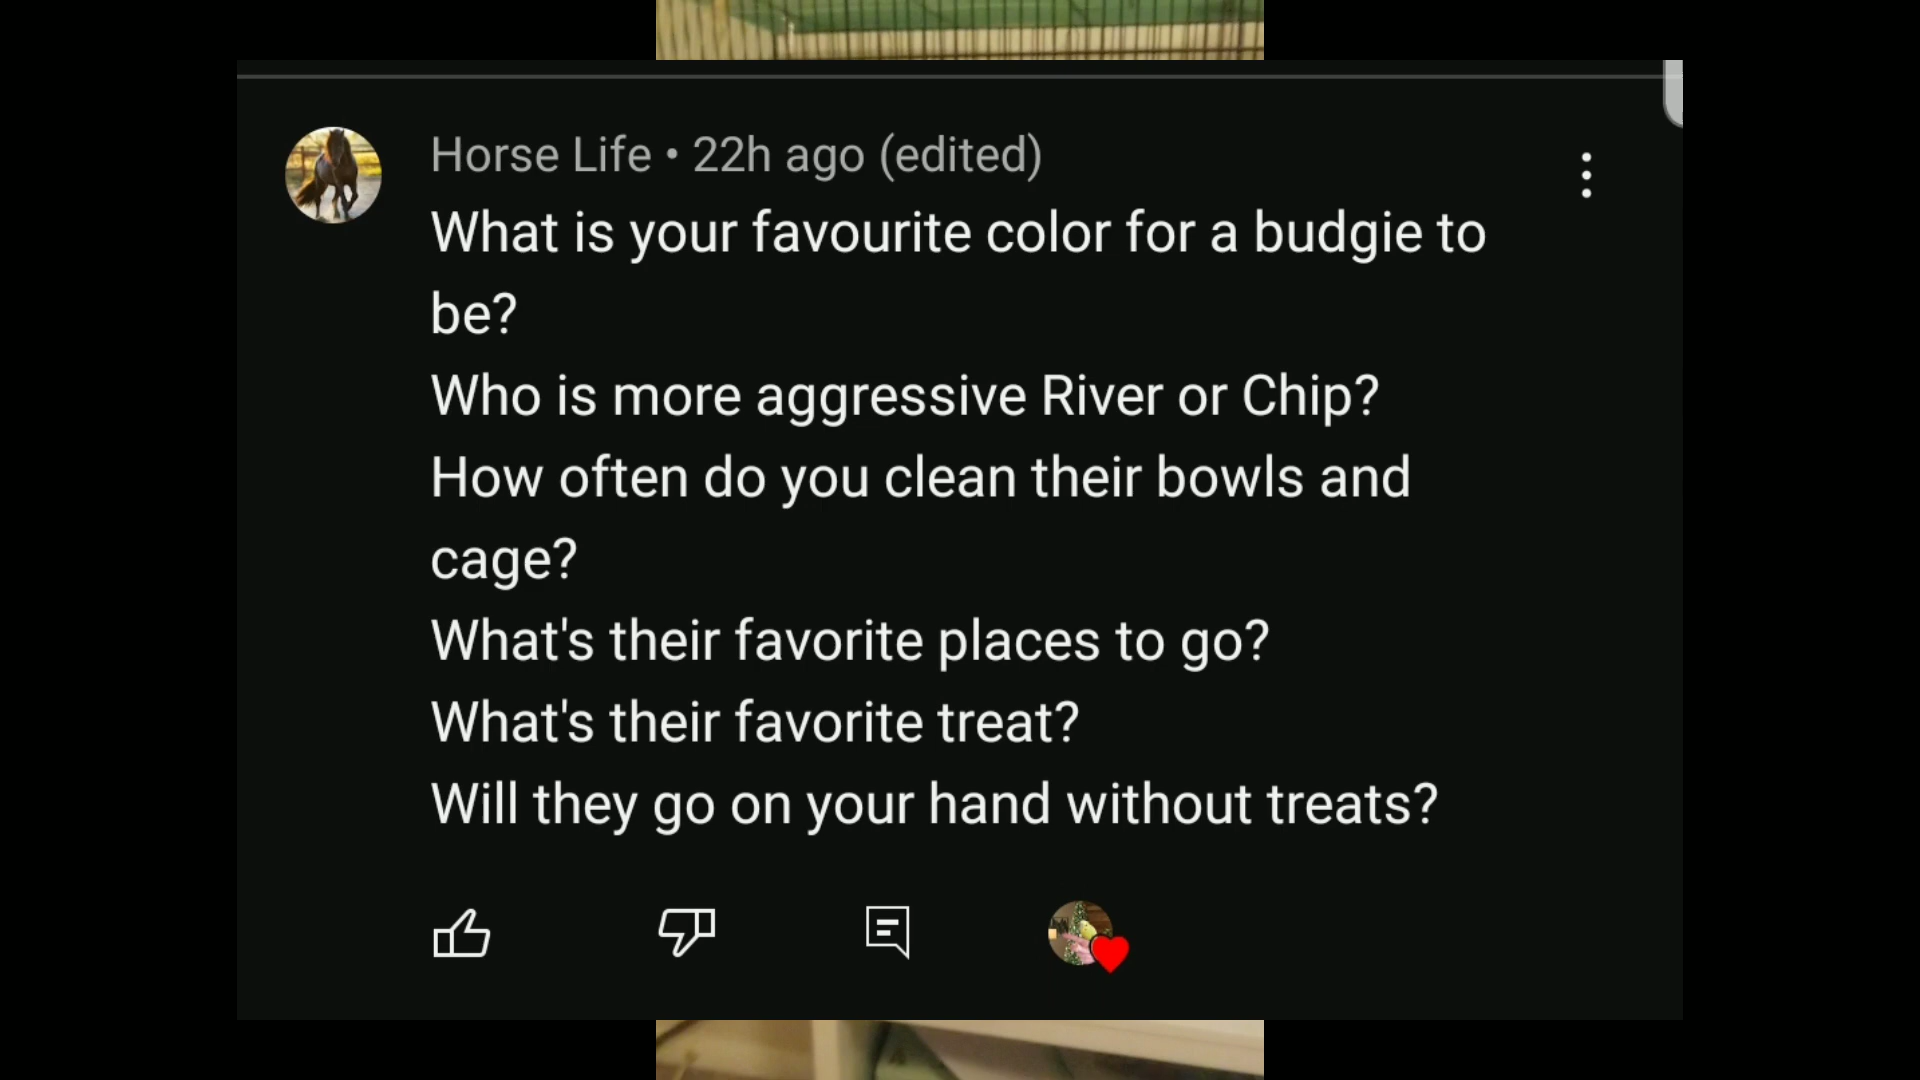 Horse Life • 22h ago (edited)
What is your favourite color for a budgie to
be?
Who is more aggressive River or Chip?
How often do you clean their bowls and
cage?
What's their favorite places to go?
What's their favorite treat?
Will they go on your hand without treats?